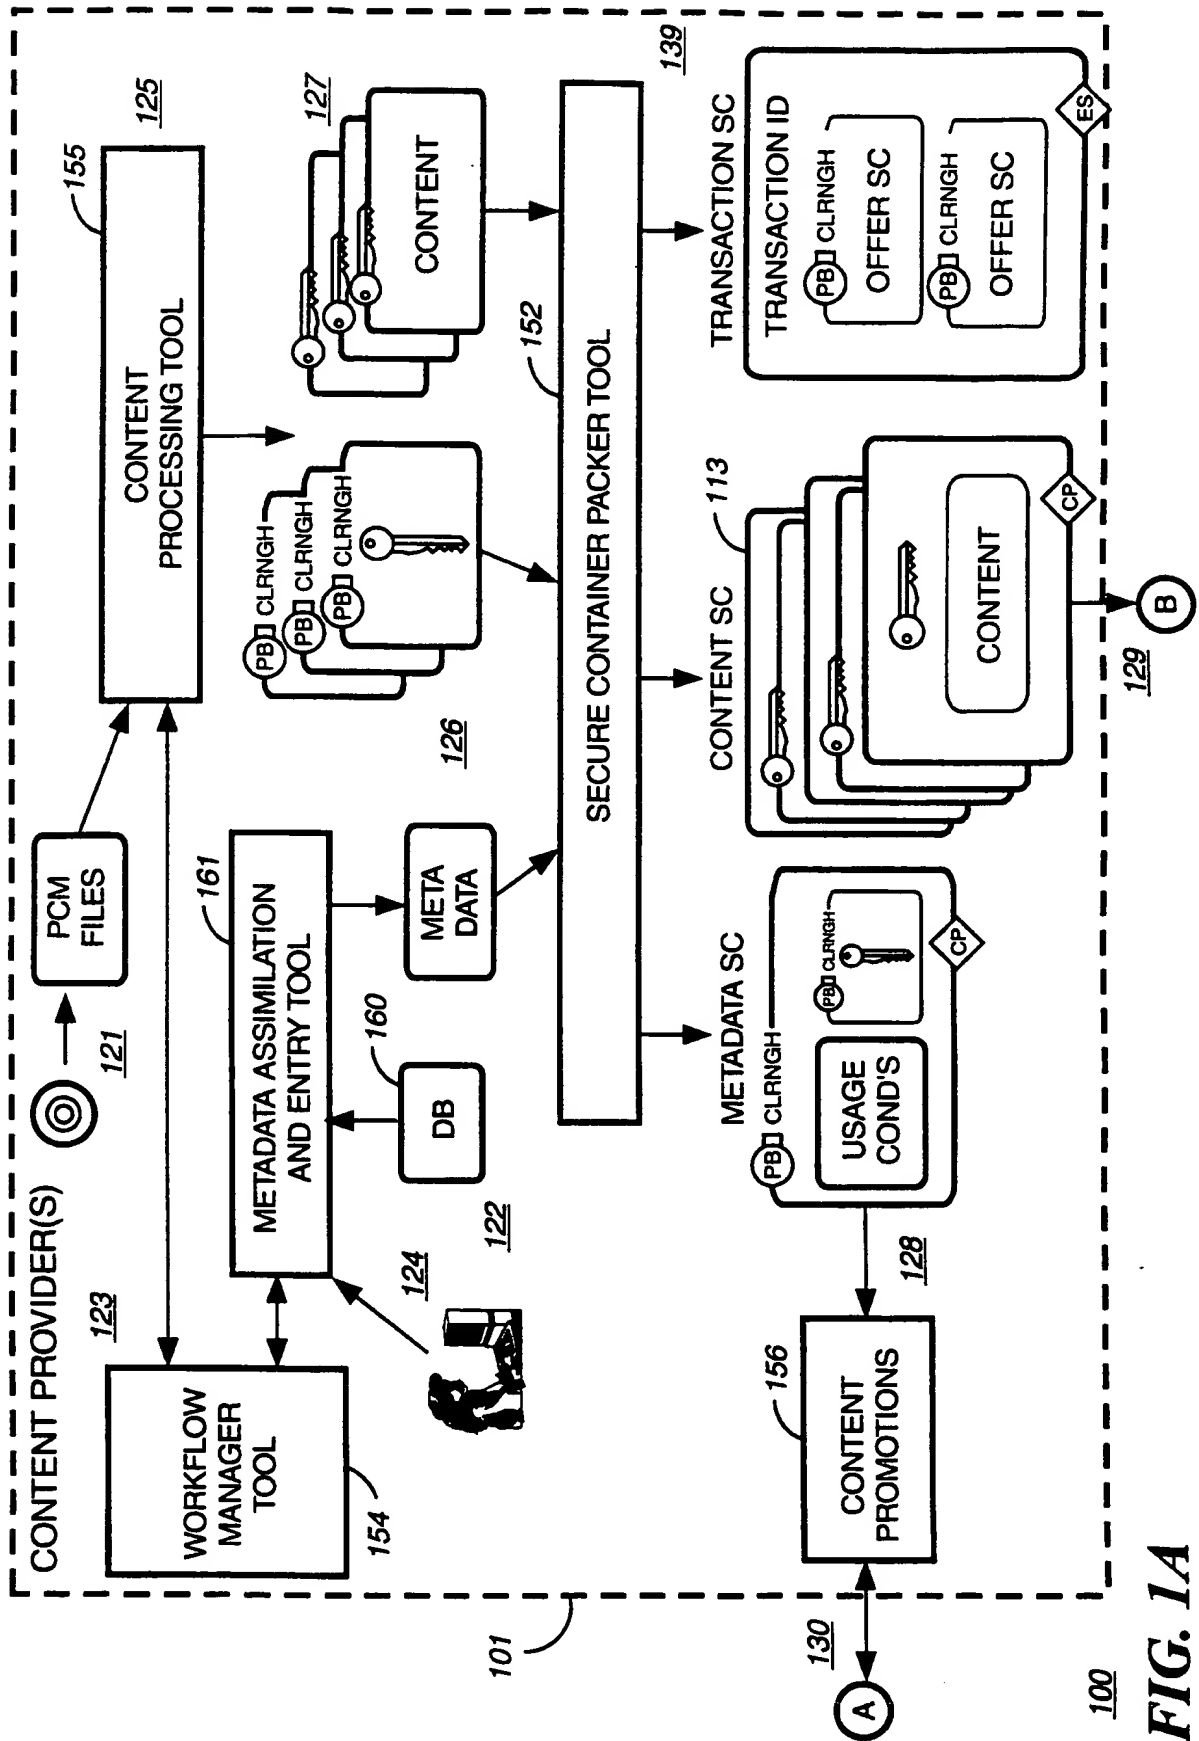 CONTENT PROVIDER(S)
123
WORKFLOW
MANAGER
TOOL
154
121
PCM
FILES
155
125
CONTENT
PROCESSING TOOL
161
METADATA ASSIMILATION
AND ENTRY TOOL
124
122
160
DB
META
DATA
126
PB CLRNGH
PB CLRNGH
PB CLRNGH
127
CONTENT
152
SECURE CONTAINER PACKER TOOL
139
METADATA SC
PB CLRNGH
USAGE
COND'S
PB CLRNGH
CP
CONTENT SC
113
CONTENT
CP
TRANSACTION SC
TRANSACTION ID
PB CLRNGH
OFFER SC
PB CLRNGH
OFFER SC
ES
128
156
CONTENT
PROMOTIONS
101
130
A
129
B
100
FIG. 1A